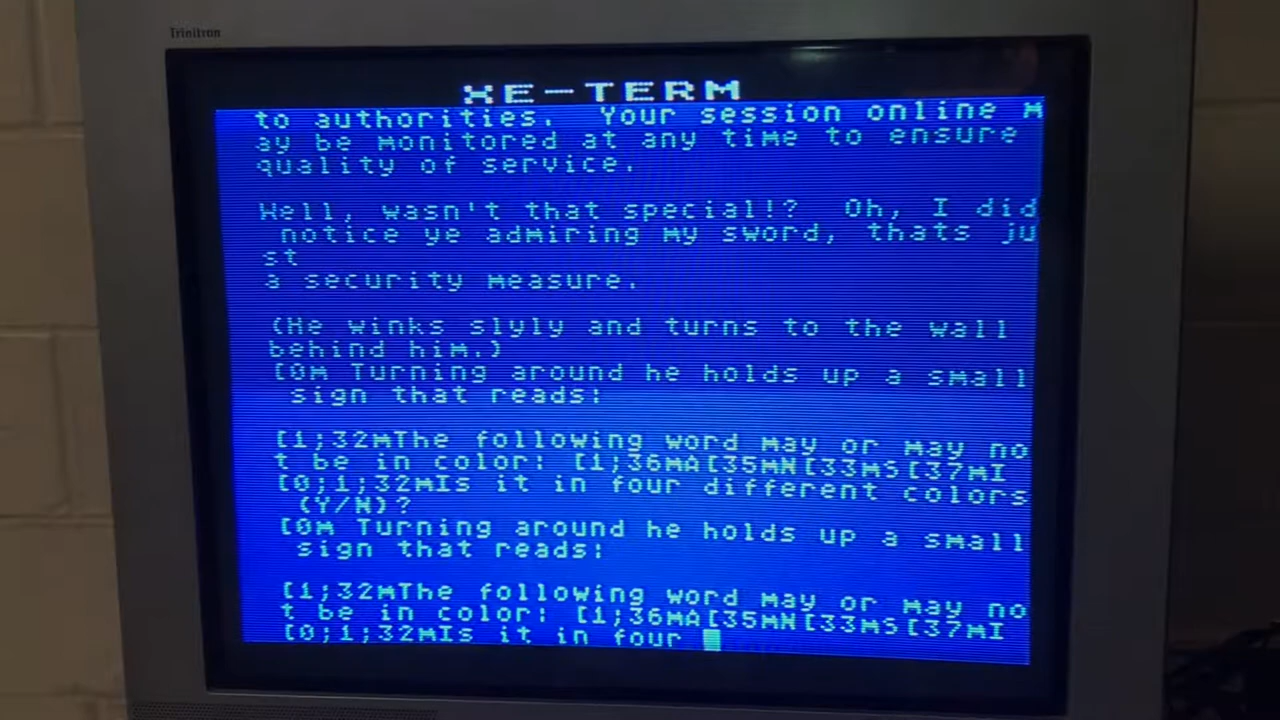 Trinitron
XE-TERM
to authorities.  Your session online m
ay be monitored at any time to ensure
quality of service.
Well, wasn't that special!?  Oh, I did
notice ye admiring my sword, thats ju
st
a security measure.
(He winks slyly and turns to the wall
behind him.)
[0m Turning around he holds up a small
sign that reads:
[1;32mThe following word may or may no
t be in color: [1;36mA[35mN[33mS[37mI
[0;1;32mIs it in four different colors
(Y/N)?
[0m Turning around he holds up a small
sign that reads:
[1;32mThe following word may or may no
t be in color: [1;36mA[35mN[33mS[37mI
[0;1;32mIs it in four